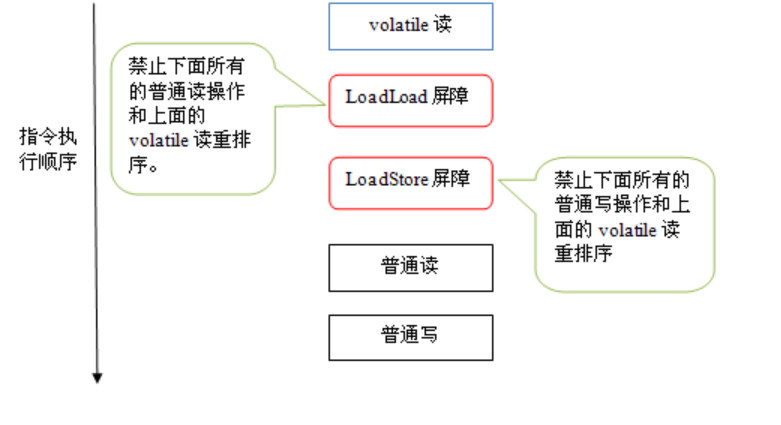 volatile 读
禁止下面所有
的普通读操作
和上面的
volatile 读重排
序。
LoadLoad 屏障
指令执
行顺序
LoadStore 屏障
禁止下面所有的
普通写操作和上
面的 volatile 读
重排序
普通读
普通写